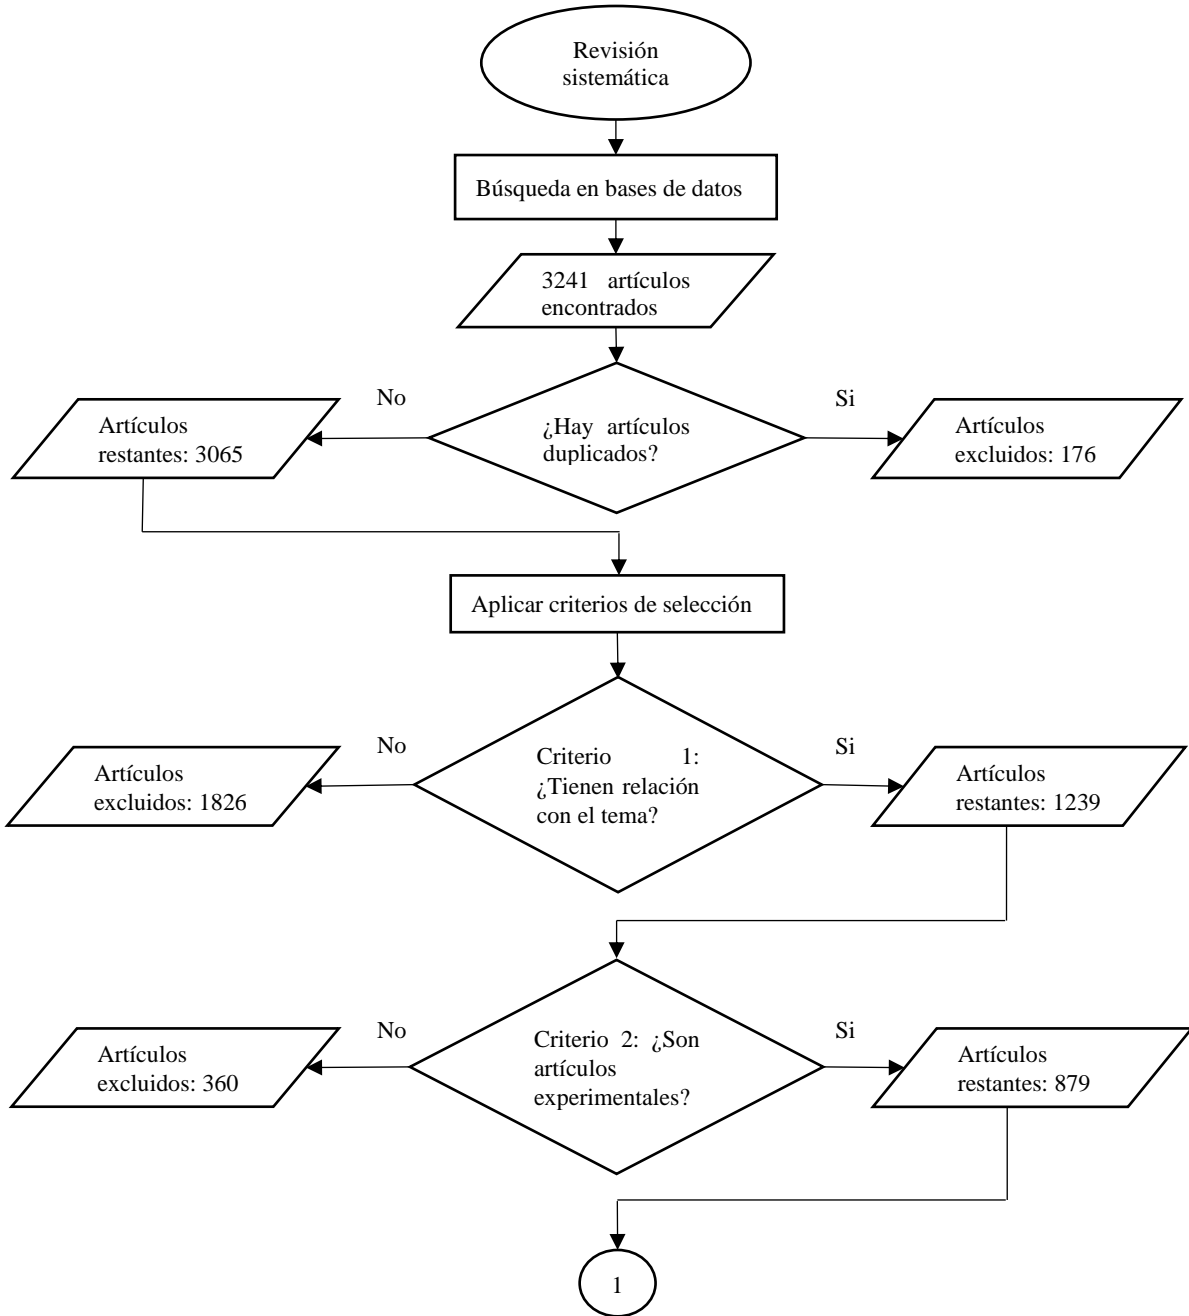 Revisión
sistemática
Búsqueda en bases de datos
3241 artículos
encontrados
No
Si
Artículos
restantes: 3065
¿Hay artículos
duplicados?
Artículos
excluidos: 176
Aplicar criterios de selección
No
Si
Artículos
excluidos: 1826
Criterio 1:
¿Tienen relación
con el tema?
Artículos
restantes: 1239
No
Si
Artículos
excluidos: 360
Criterio 2: ¿Son
artículos
experimentales?
Artículos
restantes: 879
1